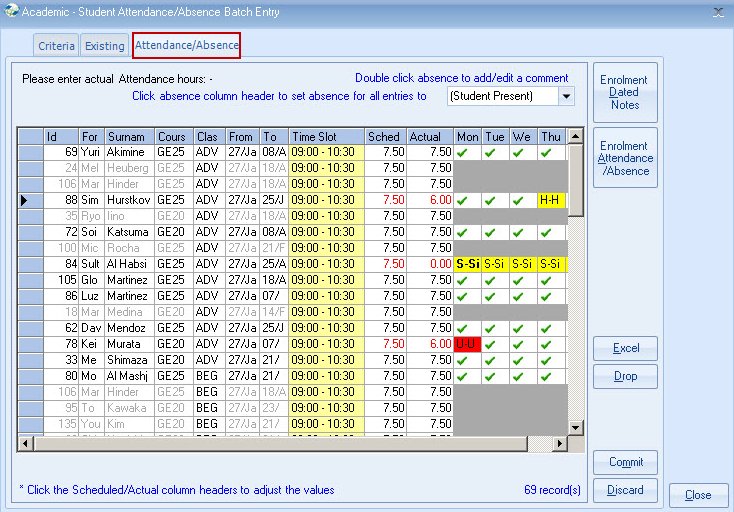 Academic - Student Attendance/Absence Batch Entry
Criteria Existing Attendance/Absence
Please enter actual Attendance hours: -
Double click absence to add/edit a comment
Click absence column header to set absence for all entries to (Student Present)
Id For Surnam Cours Clas From To Time Slot Sched Actual Mon Tue We Thu
69 Yuri Akimine GE25 ADV 27/Ja 08/A 09:00 - 10:30 7.50 7.50
24 Mel Heuberg GE25 ADV 27/Ja 18/A 09:00 - 10:30 7.50 7.50
106 Mar Hinder GE25 ADV 27/Ja 18/A 09:00 - 10:30 7.50 7.50
88 Sim Hurstkov GE25 ADV 27/Ja 25/J 09:00 - 10:30 7.50 6.00 H-H
35 Ryo Iino GE20 ADV 27/Ja 18/A 09:00 - 10:30 7.50 7.50
72 Soi Katsuma GE20 ADV 27/Ja 08/A 09:00 - 10:30 7.50 7.50
100 Mic Rocha GE25 ADV 27/Ja 21/F 09:00 - 10:30 7.50 7.50
84 Sult Al Habsi GE25 ADV 27/Ja 25/A 09:00 - 10:30 7.50 0.00 S-Si S-Si S-Si S-Si
105 Glo Martinez GE25 ADV 27/Ja 18/A 09:00 - 10:30 7.50 7.50
86 Luz Martinez GE25 ADV 27/Ja 07/ 09:00 - 10:30 7.50 7.50
18 Mar Medina GE20 ADV 27/Ja 14/F 09:00 - 10:30 7.50 7.50
62 Dav Mendoz GE25 ADV 27/Ja 25/J 09:00 - 10:30 7.50 7.50
78 Kei Murata GE20 ADV 27/Ja 07/ 09:00 - 10:30 7.50 6.00 U-U
33 Me Shimaza GE20 ADV 27/Ja 21/ 09:00 - 10:30 7.50 7.50
80 Mo Al Mashj GE25 BEG 27/Ja 21/ 09:00 - 10:30 7.50 7.50
106 Mar Hinder GE25 BEG 27/Ja 18/A 09:00 - 10:30 7.50 7.50
95 To Kawaka GE20 BEG 27/Ja 23/ 09:00 - 10:30 7.50 7.50
135 You Kim GE20 BEG 27/Ja 21/ 09:00 - 10:30 7.50 7.50
* Click the Scheduled/Actual column headers to adjust the values 69 record(s)
Enrolment
Dated
Notes
Enrolment
Attendance
/Absence
Excel
Drop
Commit
Discard
Close